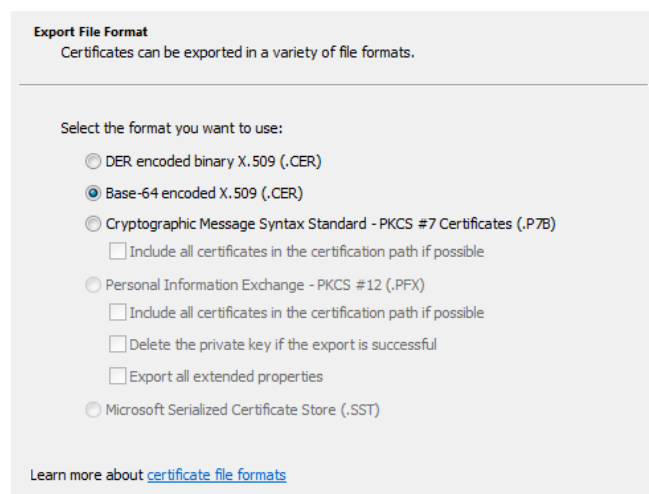 Export File Format
Certificates can be exported in a variety of file formats.
Select the format you want to use:
DER encoded binary X.509 (.CER)
Base-64 encoded X.509 (.CER)
Cryptographic Message Syntax Standard - PKCS #7 Certificates (.P7B)
Include all certificates in the certification path if possible
Personal Information Exchange - PKCS #12 (.PFX)
Include all certificates in the certification path if possible
Delete the private key if the export is successful
Export all extended properties
Microsoft Serialized Certificate Store (.SST)
Learn more about certificate file formats